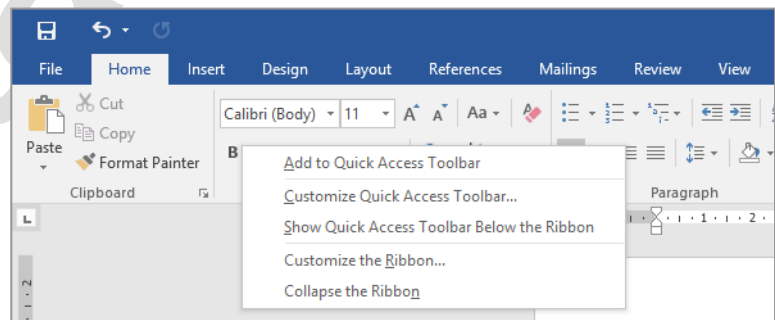 File Home Insert Design Layout References Mailings Review View
Cut
Calibri (Body) 11 A A Aa
Copy
Paste
Format Painter
B
Clipboard
Paragraph
Add to Quick Access Toolbar
Customize Quick Access Toolbar...
Show Quick Access Toolbar Below the Ribbon
Customize the Ribbon...
Collapse the Ribbon
L
1 2
2
1